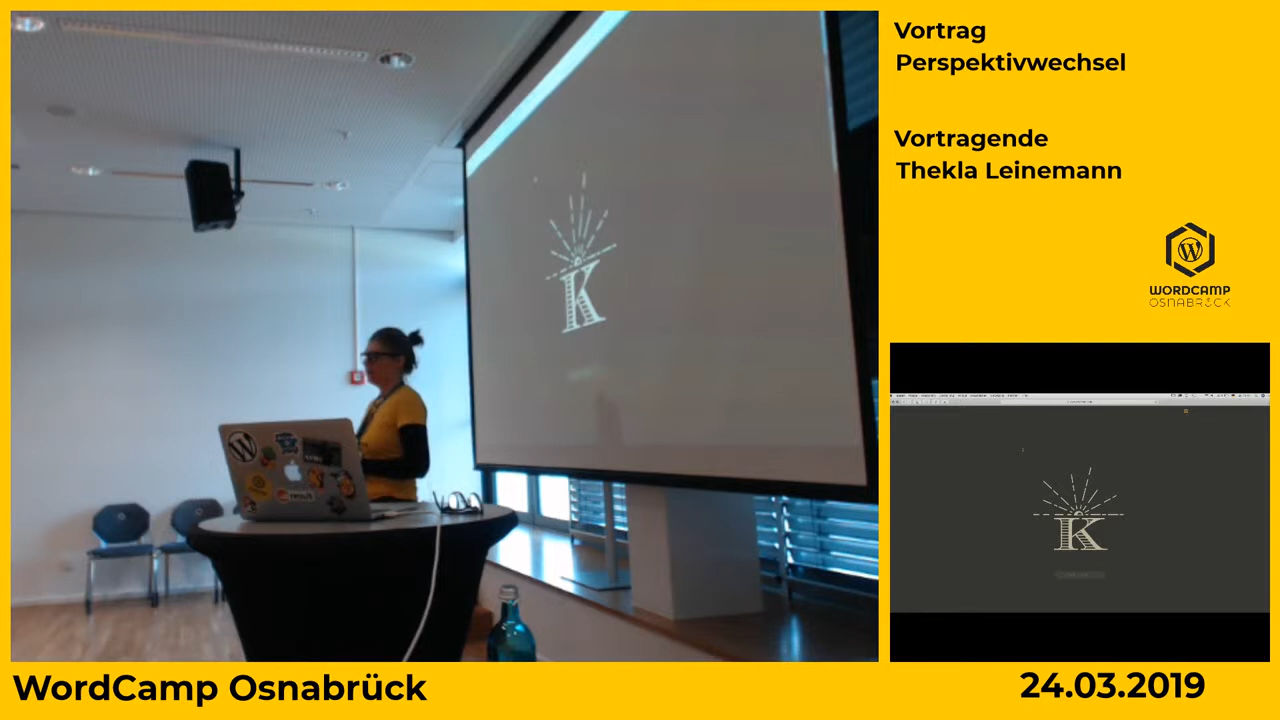 Vortrag
Perspektivwechsel
Vortragende
Thekla Leinemann
WORDCAMP
OSNABRÜCK
K
K
WordCamp Osnabrück
24.03.2019